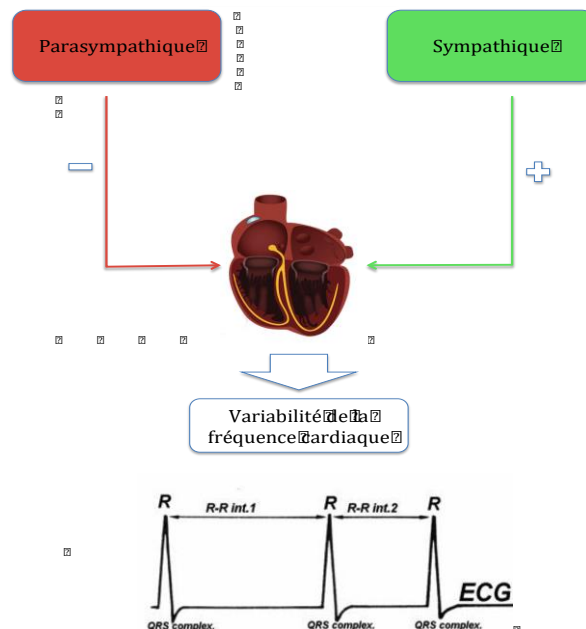 Parasympathique
Sympathique
Variabilité de la
fréquence cardiaque
R R R
R-R int.1 R-R int.2
ECG
QRS complex. QRS complex. QRS complex.